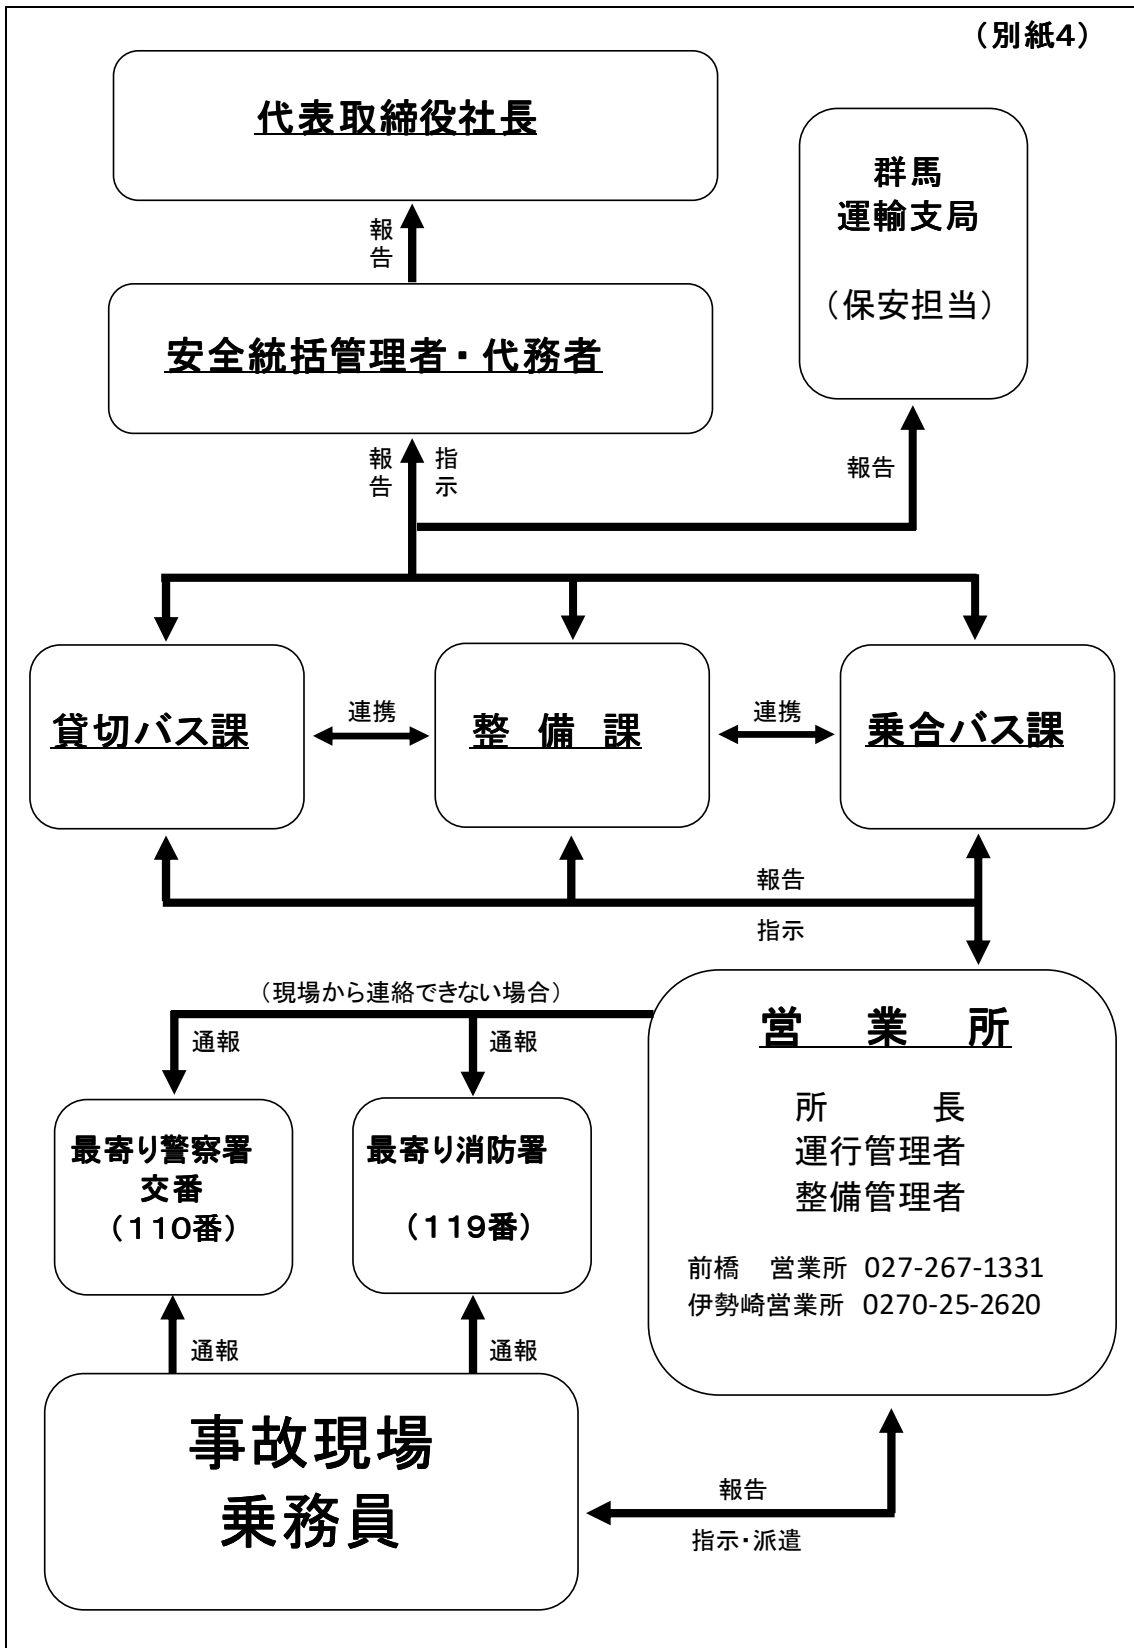 （別紙4）
代表取締役社長
群馬
運輸支局
（保安担当）
報告
安全統括管理者・代務者
報告
指示
報告
貸切バス課
連携
整　備　課
連携
乗合バス課
報告
指示
（現場から連絡できない場合）
通報
通報
営　業　所
所　　　長
運行管理者
整備管理者
前橋　営業所 027-267-1331
伊勢崎営業所 0270-25-2620
最寄り警察署
交番
（１１０番）
最寄り消防署
（１１９番）
通報
通報
事故現場
乗務員
報告
指示・派遣